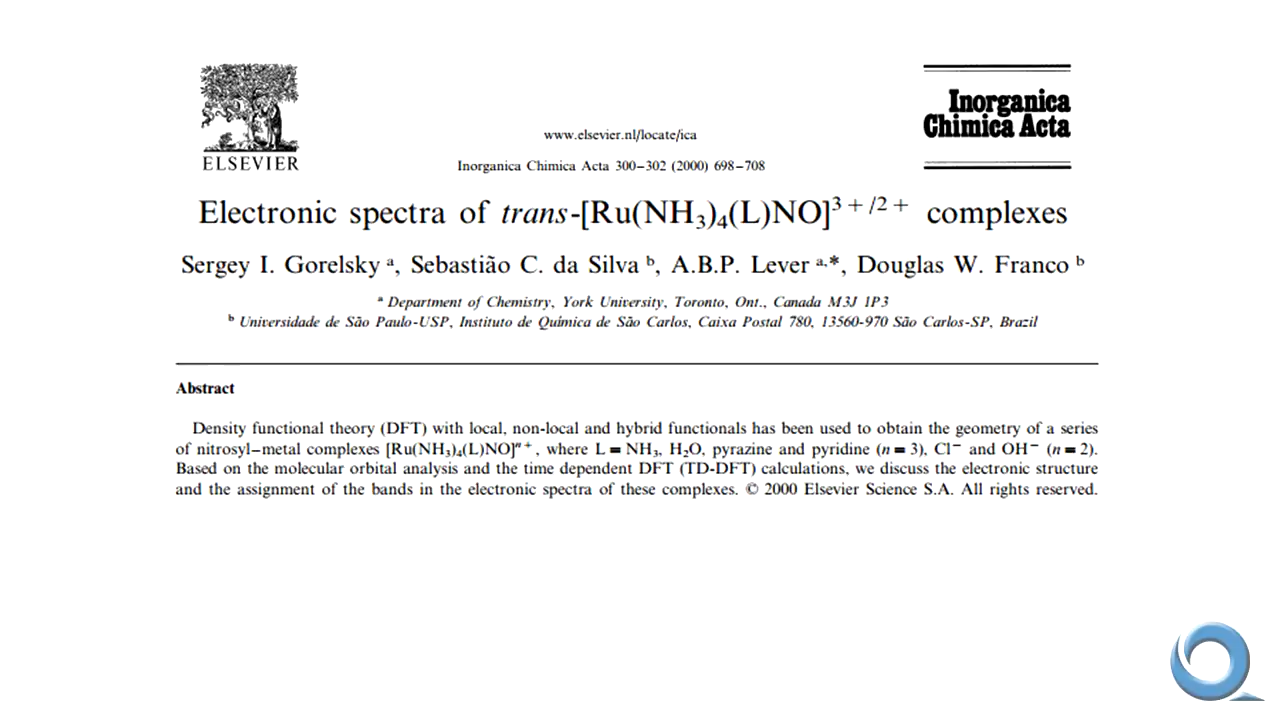 ELSEVIER
www.elsevier.nl/locate/ica
Inorganica Chimica Acta 300–302 (2000) 698–708
Inorganica
Chimica Acta
Electronic spectra of trans-[Ru(NH₃)₄(L)NO]³⁺/²⁺ complexes
Sergey I. Gorelsky ᵃ, Sebastião C. da Silva ᵇ, A.B.P. Lever ᵃ,*, Douglas W. Franco ᵇ
ᵃ Department of Chemistry, York University, Toronto, Ont., Canada M3J 1P3
ᵇ Universidade de São Paulo-USP, Instituto de Química de São Carlos, Caixa Postal 780, 13560-970 São Carlos-SP, Brazil
Abstract
Density functional theory (DFT) with local, non-local and hybrid functionals has been used to obtain the geometry of a series
of nitrosyl–metal complexes [Ru(NH₃)₄(L)NO]ⁿ⁺, where L = NH₃, H₂O, pyrazine and pyridine (n = 3), Cl⁻ and OH⁻ (n = 2).
Based on the molecular orbital analysis and the time dependent DFT (TD-DFT) calculations, we discuss the electronic structure
and the assignment of the bands in the electronic spectra of these complexes. © 2000 Elsevier Science S.A. All rights reserved.